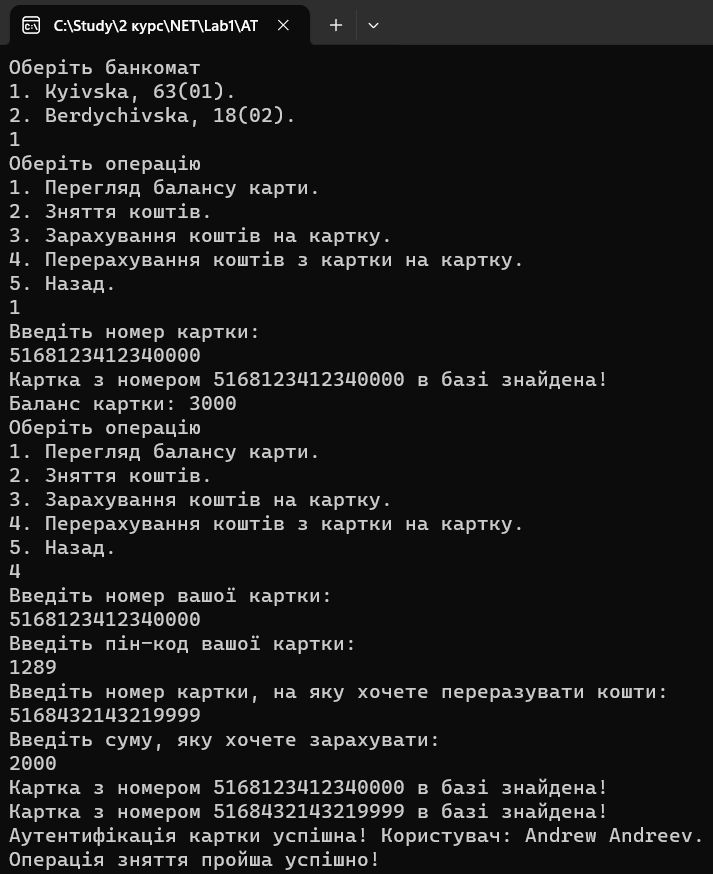 C:\Study\2 курс\NET\Lab1\AT
Оберіть банкомат
1. Kyivska, 63(01).
2. Berdychivska, 18(02).
1
Оберіть операцію
1. Перегляд балансу карти.
2. Зняття коштів.
3. Зарахування коштів на картку.
4. Перерахування коштів з картки на картку.
5. Назад.
1
Введіть номер картки:
5168123412340000
Картка з номером 5168123412340000 в базі знайдена!
Баланс картки: 3000
Оберіть операцію
1. Перегляд балансу карти.
2. Зняття коштів.
3. Зарахування коштів на картку.
4. Перерахування коштів з картки на картку.
5. Назад.
4
Введіть номер вашої картки:
5168123412340000
Введіть пін-код вашої картки:
1289
Введіть номер картки, на яку хочете переразувати кошти:
5168432143219999
Введіть суму, яку хочете зарахувати:
2000
Картка з номером 5168123412340000 в базі знайдена!
Картка з номером 5168432143219999 в базі знайдена!
Аутентифікація картки успішна! Користувач: Andrew Andreev.
Операція зняття пройша успішно!